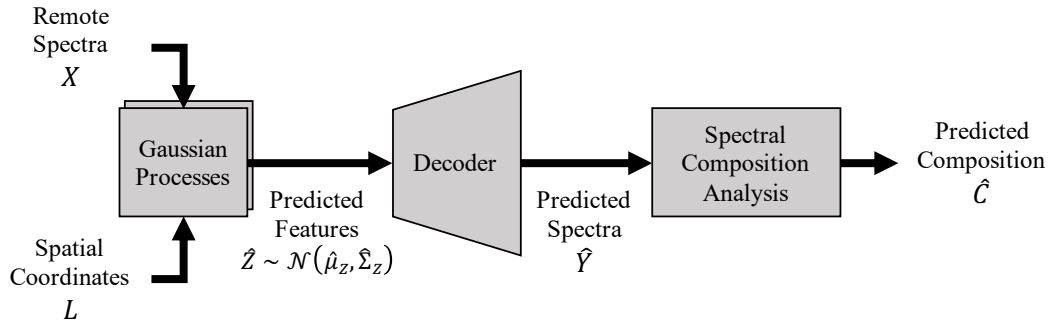 Remote
Spectra
X
Gaussian
Processes
Spatial
Coordinates
L
Predicted
Features
Ẑ ~ 𝒩(μ̂_Z, Σ̂_Z)
Decoder
Predicted
Spectra
Ŷ
Spectral
Composition
Analysis
Predicted
Composition
Ĉ